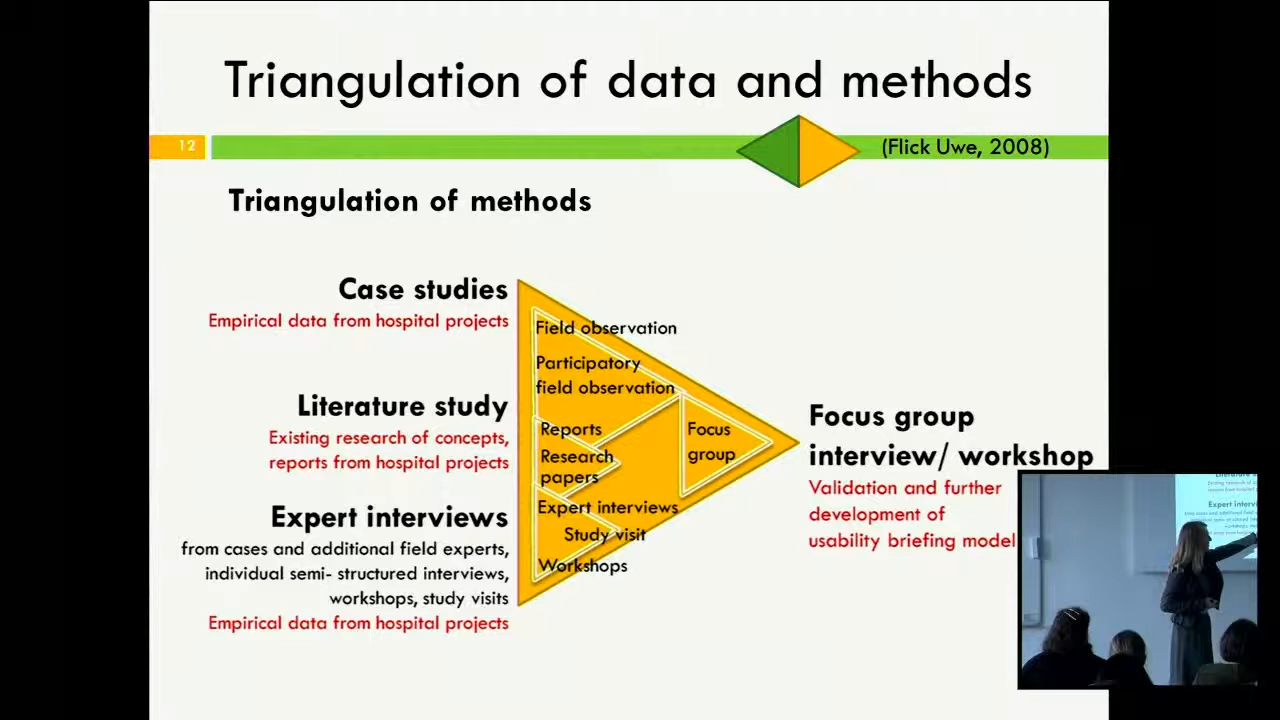 Triangulation of data and methods
12
(Flick Uwe, 2008)
Triangulation of methods
Case studies
Empirical data from hospital projects
Literature study
Existing research of concepts,
reports from hospital projects
Expert interviews
from cases and additional field experts,
individual semi- structured interviews,
workshops, study visits
Empirical data from hospital projects
Field observation
Participatory
field observation
Reports
Research
papers
Expert interviews
Study visit
Workshops
Focus
group
Focus group
interview/ workshop
Validation and further
development of
usability briefing model